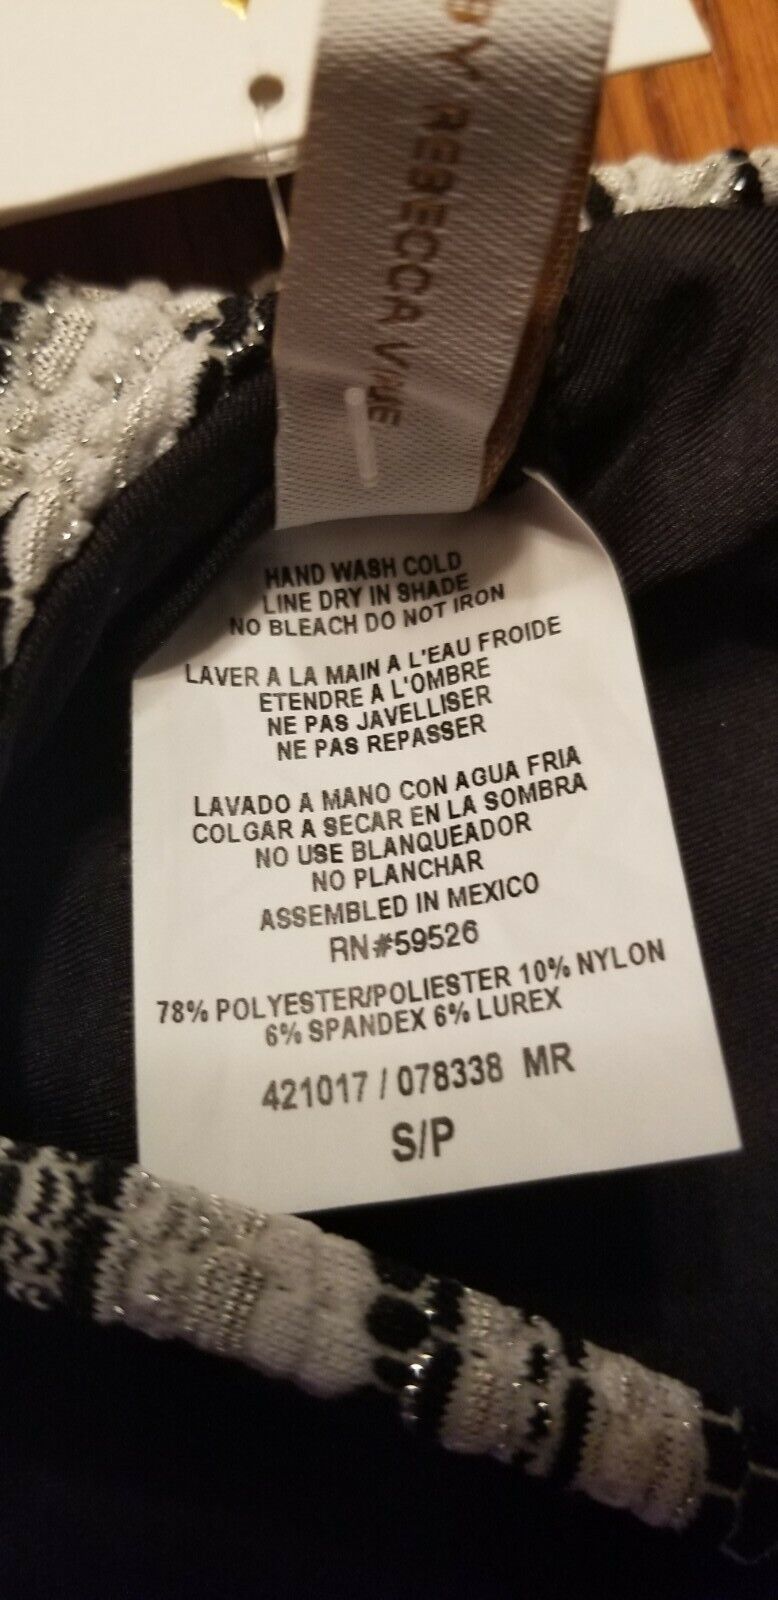 BY REBECCA VIRTUE
HAND WASH COLD
LINE DRY IN SHADE
NO BLEACH DO NOT IRON
LAVER A LA MAIN A L'EAU FROIDE
ETENDRE A L'OMBRE
NE PAS JAVELLISER
NE PAS REPASSER
LAVADO A MANO CON AGUA FRIA
COLGAR A SECAR EN LA SOMBRA
NO USE BLANQUEADOR
NO PLANCHAR
ASSEMBLED IN MEXICO
RN#59526
78% POLYESTER/POLIESTER 10% NYLON
6% SPANDEX 6% LUREX
421017 / 078338 MR
S/P